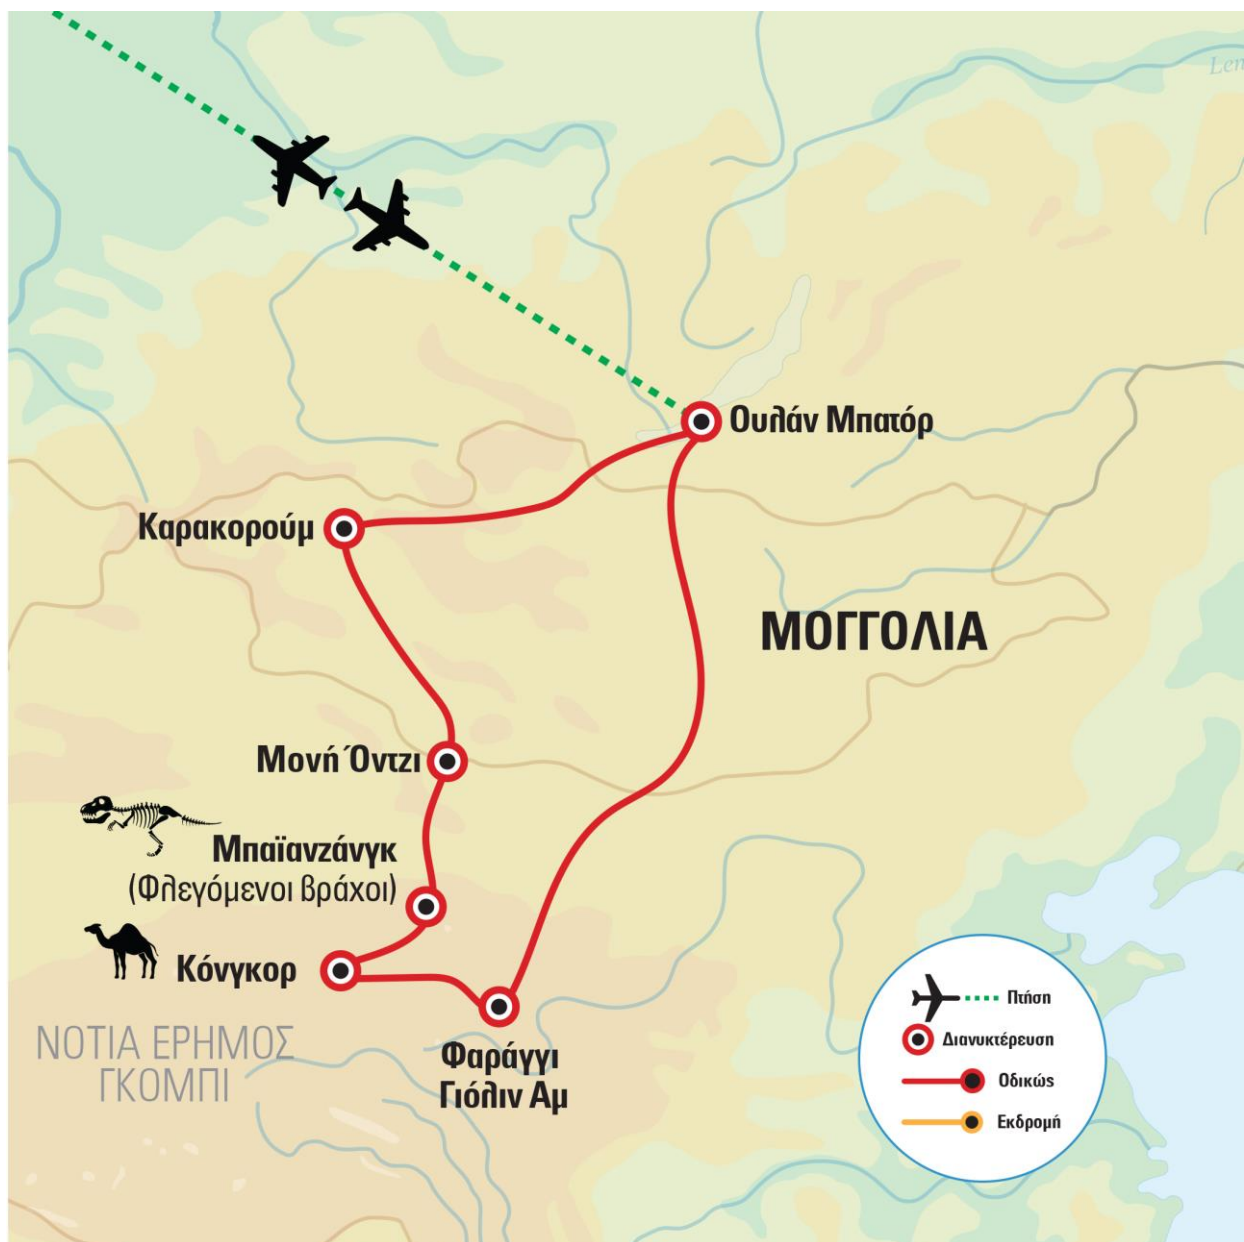 Len
Ουλάν Μπατόρ
Καρακορούμ
ΜΟΓΓΟΛΙΑ
Μονή Όντζι
Μπαϊανζάνγκ
(Φλεγόμενοι βράχοι)
Κόνγκορ
ΝΟΤΙΑ ΕΡΗΜΟΣ
ΓΚΟΜΠΙ
Φαράγγι
Γιόλιν Αμ
Πτήση
Διανυκτέρευση
Οδικώς
Εκδρομή